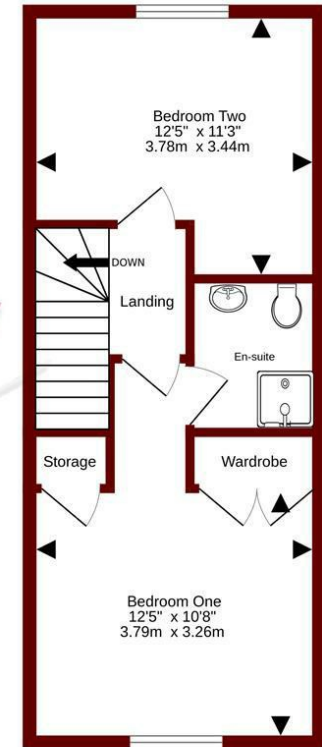 Bedroom Two
12'5" x 11'3"
3.78m x 3.44m
DOWN
Landing
En-suite
Storage
Wardrobe
Bedroom One
12'5" x 10'8"
3.79m x 3.26m